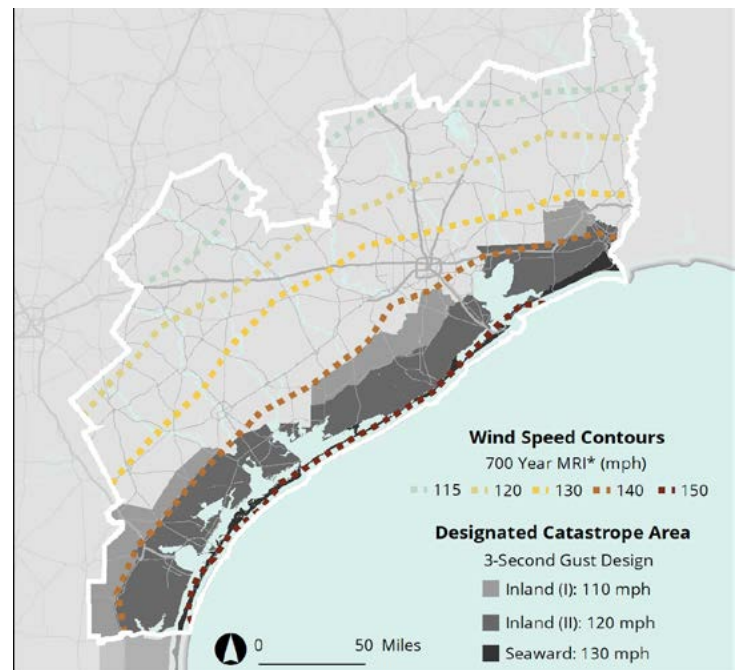 Wind Speed Contours
700 Year MRI* (mph)
115 120 130 140 150
Designated Catastrope Area
3-Second Gust Design
Inland (I): 110 mph
Inland (II): 120 mph
Seaward: 130 mph
0 50 Miles